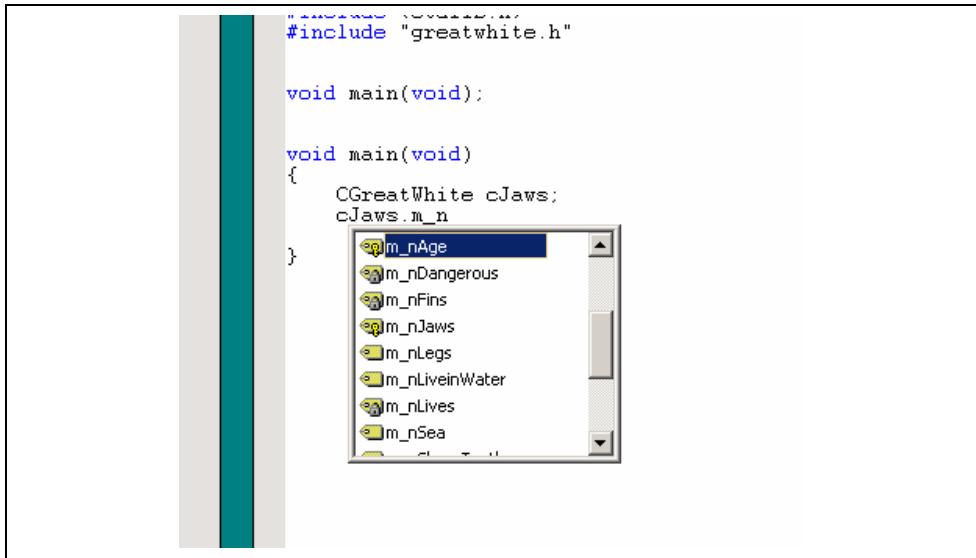 #include "greatwhite.h"
void main(void);
void main(void)
{
CGreatWhite cJaws;
cJaws.m_n
m_nAge
m_nDangerous
m_nFins
m_nJaws
m_nLegs
m_nLiveinWater
m_nLives
m_nSea
}